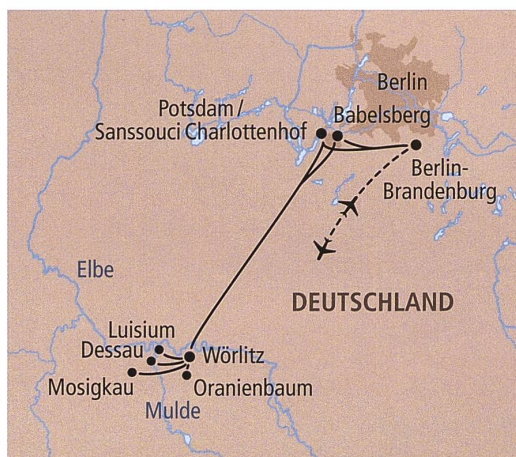 Berlin
Potsdam /
Sanssouci Charlottenhof
Babelsberg
Berlin-
Brandenburg
Elbe
DEUTSCHLAND
Luisium
Dessau
Wörlitz
Mosigkau
Oranienbaum
Mulde